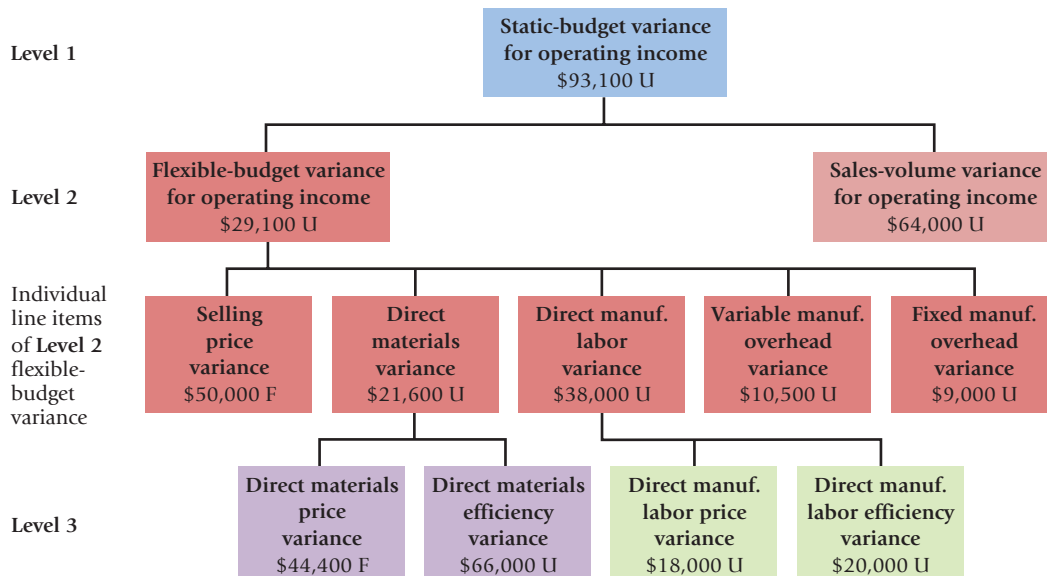 Level 1
Static-budget variance
for operating income
$93,100 U
Level 2
Flexible-budget variance
for operating income
$29,100 U
Sales-volume variance
for operating income
$64,000 U
Individual
line items
of Level 2
flexible-
budget
variance
Selling
price
variance
$50,000 F
Direct
materials
variance
$21,600 U
Direct manuf.
labor
variance
$38,000 U
Variable manuf.
overhead
variance
$10,500 U
Fixed manuf.
overhead
variance
$9,000 U
Level 3
Direct materials
price
variance
$44,400 F
Direct materials
efficiency
variance
$66,000 U
Direct manuf.
labor price
variance
$18,000 U
Direct manuf.
labor efficiency
variance
$20,000 U